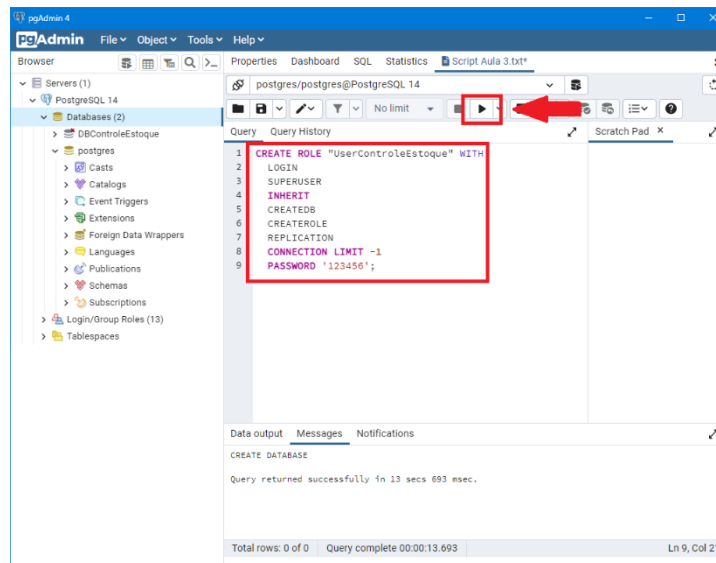 pgAdmin 4
pgAdmin File Object Tools Help
Browser
Properties Dashboard SQL Statistics Script Aula 3.txt*
Servers (1)
PostgreSQL 14
Databases (2)
DBControleEstoque
postgres
Casts
Catalogs
Event Triggers
Extensions
Foreign Data Wrappers
Languages
Publications
Schemas
Subscriptions
Login/Group Roles (13)
Tablespaces
postgres/postgres@PostgreSQL 14
No limit
Query Query History
Scratch Pad
1 CREATE ROLE "UserControleEstoque" WITH
2 LOGIN
3 SUPERUSER
4 INHERIT
5 CREATEDB
6 CREATEROLE
7 REPLICATION
8 CONNECTION LIMIT -1
9 PASSWORD '123456';
Data output Messages Notifications
CREATE DATABASE
Query returned successfully in 13 secs 693 msec.
Total rows: 0 of 0 Query complete 00:00:13.693
Ln 9, Col